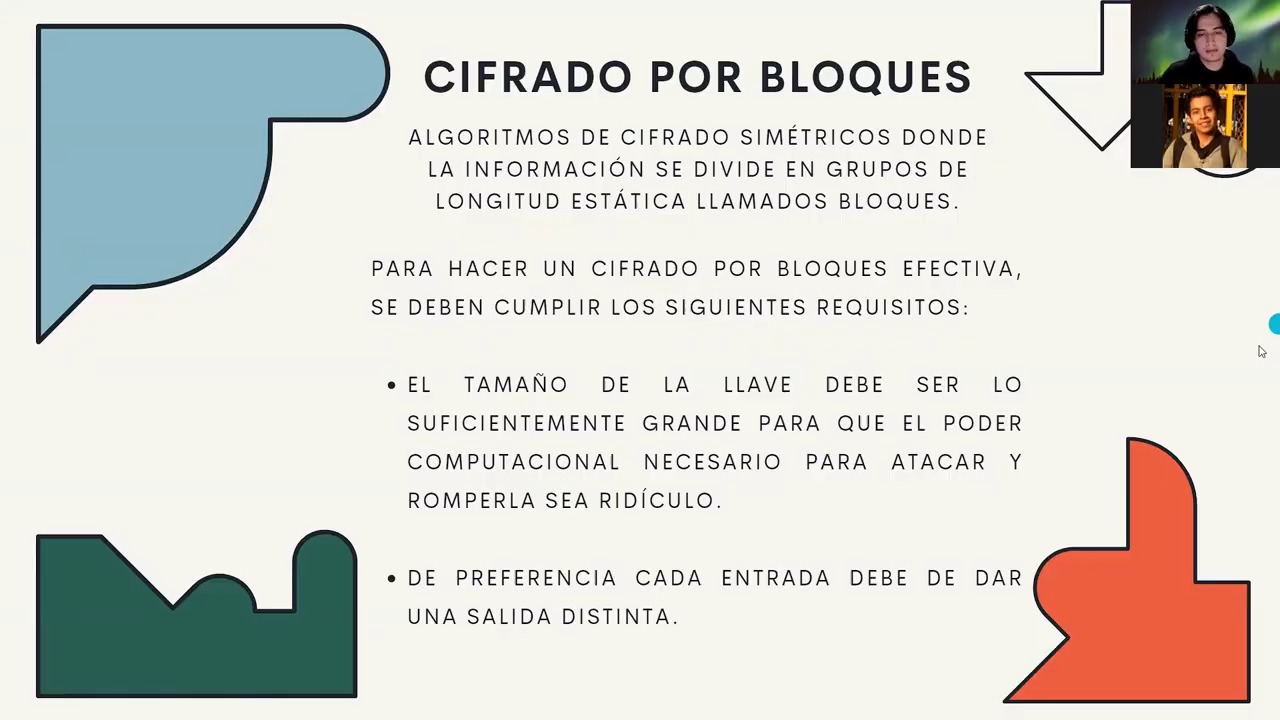 CIFRADO POR BLOQUES
ALGORITMOS DE CIFRADO SIMÉTRICOS DONDE
LA INFORMACIÓN SE DIVIDE EN GRUPOS DE
LONGITUD ESTÁTICA LLAMADOS BLOQUES.
PARA HACER UN CIFRADO POR BLOQUES EFECTIVA,
SE DEBEN CUMPLIR LOS SIGUIENTES REQUISITOS:
• EL TAMAÑO DE LA LLAVE DEBE SER LO
SUFICIENTEMENTE GRANDE PARA QUE EL PODER
COMPUTACIONAL NECESARIO PARA ATACAR Y
ROMPERLA SEA RIDÍCULO.
• DE PREFERENCIA CADA ENTRADA DEBE DE DAR
UNA SALIDA DISTINTA.